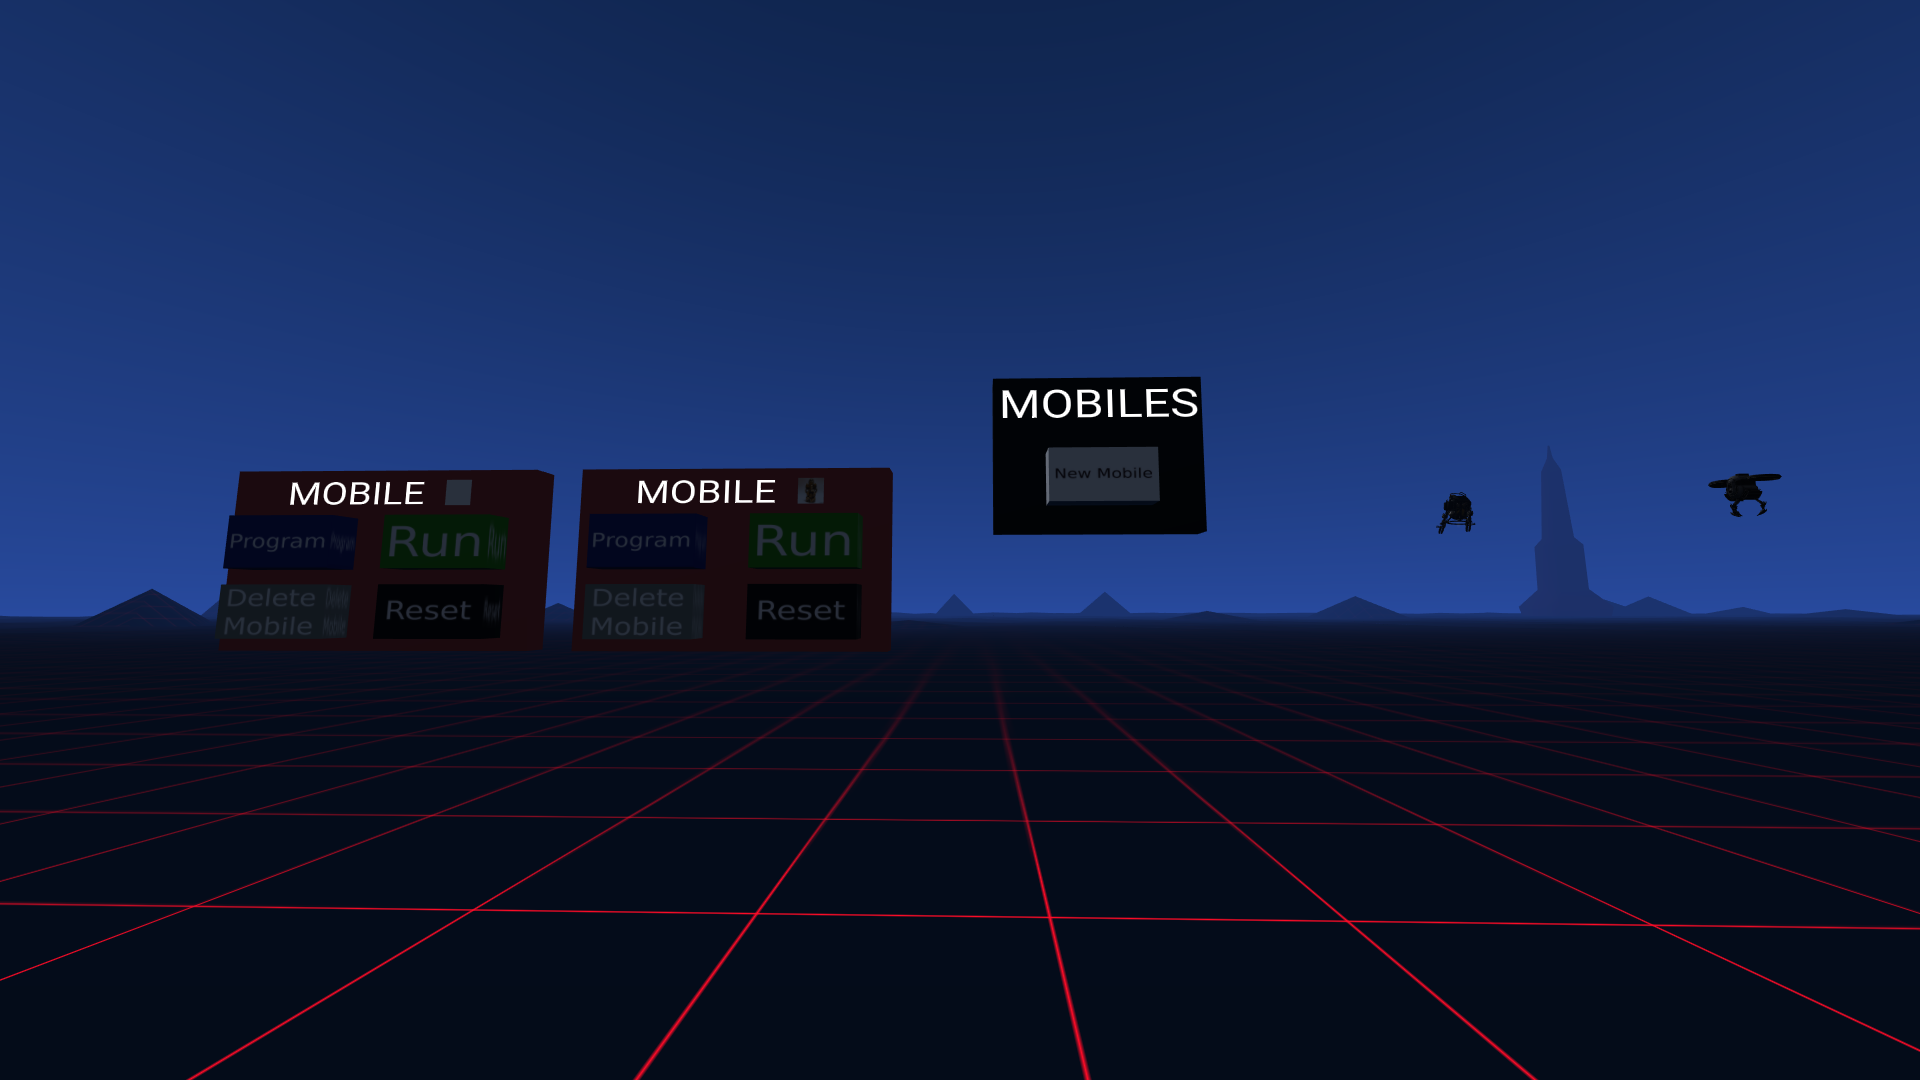 MOBILES
New Mobile
MOBILE
Program
Run
Delete
Mobile
Reset
MOBILE
Program
Run
Delete
Mobile
Reset